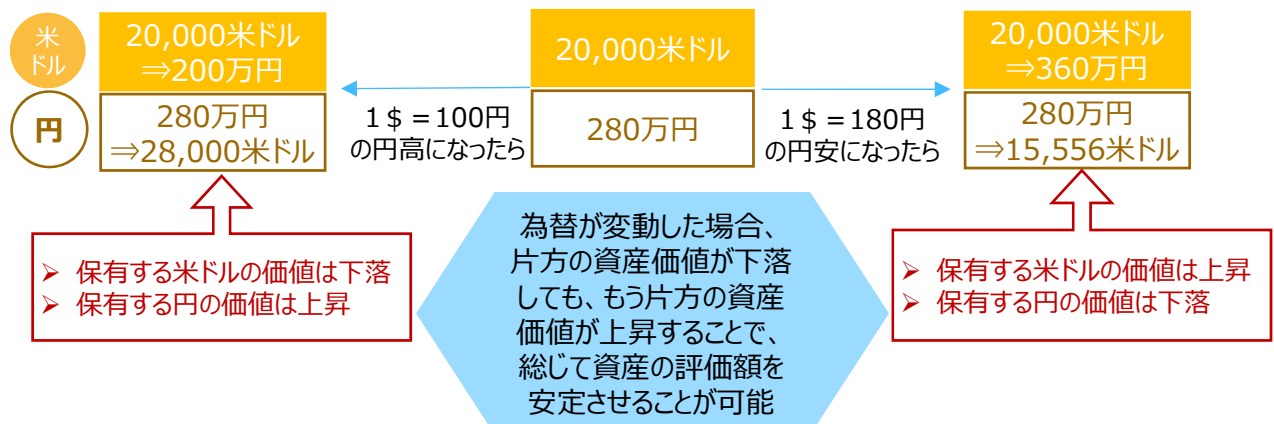 米
ドル
円
20,000米ドル
⇒200万円
280万円
⇒28,000米ドル
1$=100円
の円高になったら
20,000米ドル
280万円
1$=180円
の円安になったら
20,000米ドル
⇒360万円
280万円
⇒15,556米ドル
➢ 保有する米ドルの価値は下落
➢ 保有する円の価値は上昇
為替が変動した場合、
片方の資産価値が下落
しても、もう片方の資産
価値が上昇することで、
総じて資産の評価額を
安定させることが可能
➢ 保有する米ドルの価値は上昇
➢ 保有する円の価値は下落